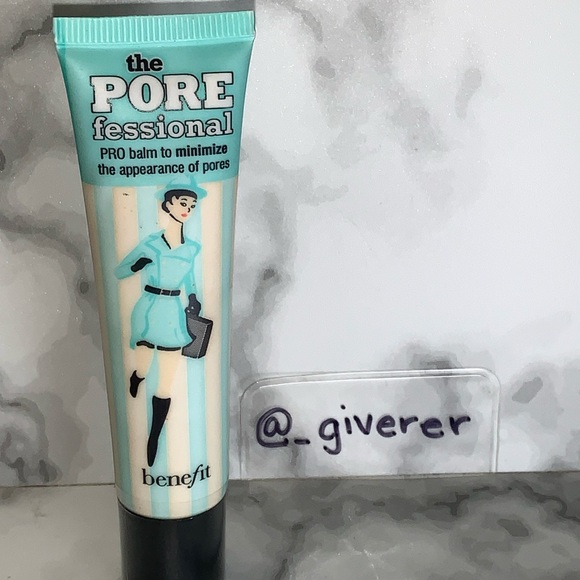 the
PORE
fessional
PRO balm to minimize
the appearance of pores
benefit
@_giverer